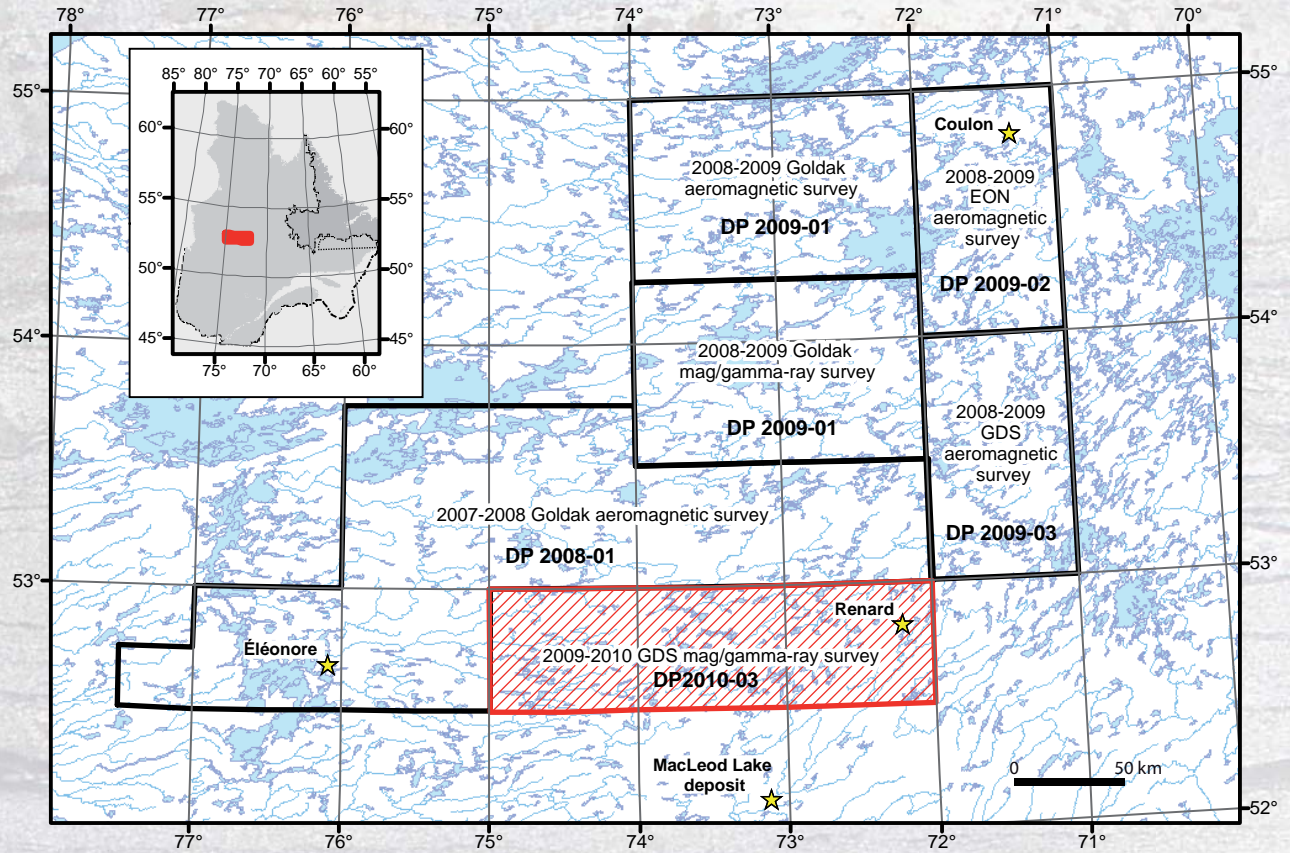 78°
77°
76°
75°
74°
73°
72°
71°
70°
85° 80° 75° 70° 65° 60° 55°
60°
60°
55°
55°
50°
50°
45°
45°
75° 70° 65° 60°
55°
55°
54°
54°
53°
53°
52°
Coulon
2008-2009 Goldak
aeromagnetic survey
DP 2009-01
2008-2009
EON
aeromagnetic
survey
DP 2009-02
2008-2009 Goldak
mag/gamma-ray survey
DP 2009-01
2008-2009
GDS
aeromagnetic
survey
DP 2009-03
2007-2008 Goldak aeromagnetic survey
DP 2008-01
Renard
Éléonore
2009-2010 GDS mag/gamma-ray survey
DP2010-03
MacLeod Lake
deposit
0 50 km
77°
76°
75°
74°
73°
72°
71°